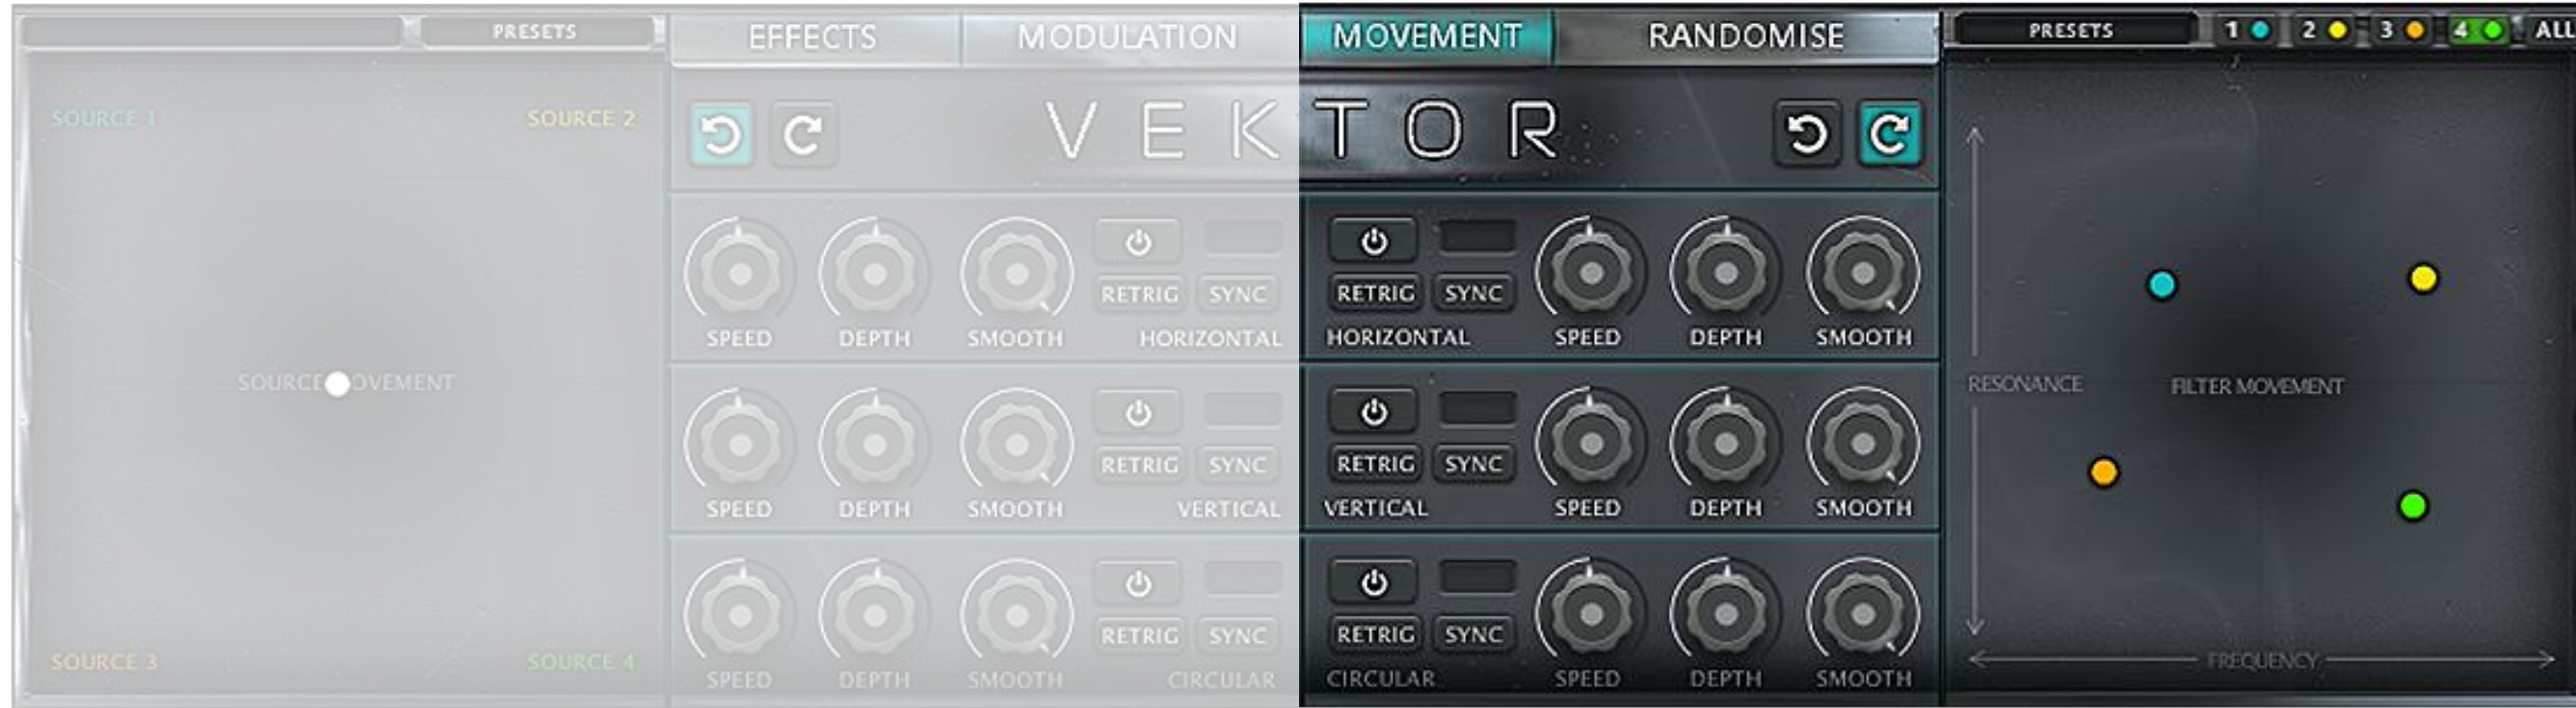 PRESETS EFFECTS MODULATION MOVEMENT RANDOMISE PRESETS 1 2 3 4 ALL
SOURCE 1 SOURCE 2 VEKTOR
RETRIG SYNC RETRIG SYNC
SPEED DEPTH SMOOTH HORIZONTAL HORIZONTAL SPEED DEPTH SMOOTH
SOURCE MOVEMENT RESONANCE FILTER MOVEMENT
RETRIG SYNC RETRIG SYNC
SPEED DEPTH SMOOTH VERTICAL VERTICAL SPEED DEPTH SMOOTH
RETRIG SYNC RETRIG SYNC
SOURCE 3 SOURCE 4 FREQUENCY
SPEED DEPTH SMOOTH CIRCULAR CIRCULAR SPEED DEPTH SMOOTH